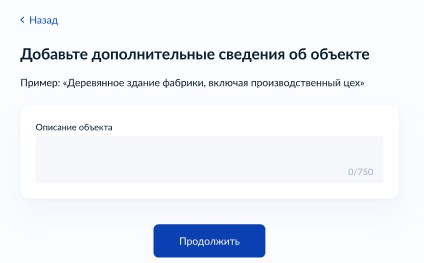 Назад
Добавьте дополнительные сведения об объекте
Пример: «Деревянное здание фабрики, включая производственный цех»
Описание объекта
0/750
Продолжить